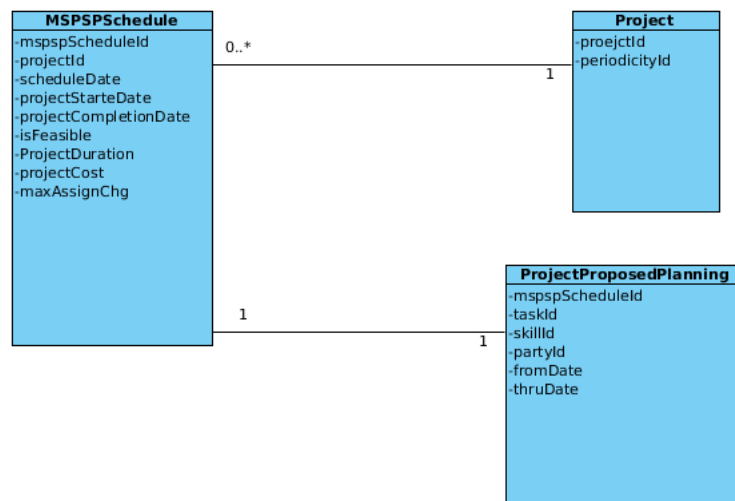 MSPSPSchedule
-mspspScheduleId
-projectId
-scheduleDate
-projectStarteDate
-projectCompletionDate
-isFeasible
-ProjectDuration
-projectCost
-maxAssignChg
0..*
1
Project
-proejctId
-periodicityId
1
1
ProjectProposedPlanning
-mspspScheduleId
-taskId
-skillId
-partyId
-fromDate
-thruDate